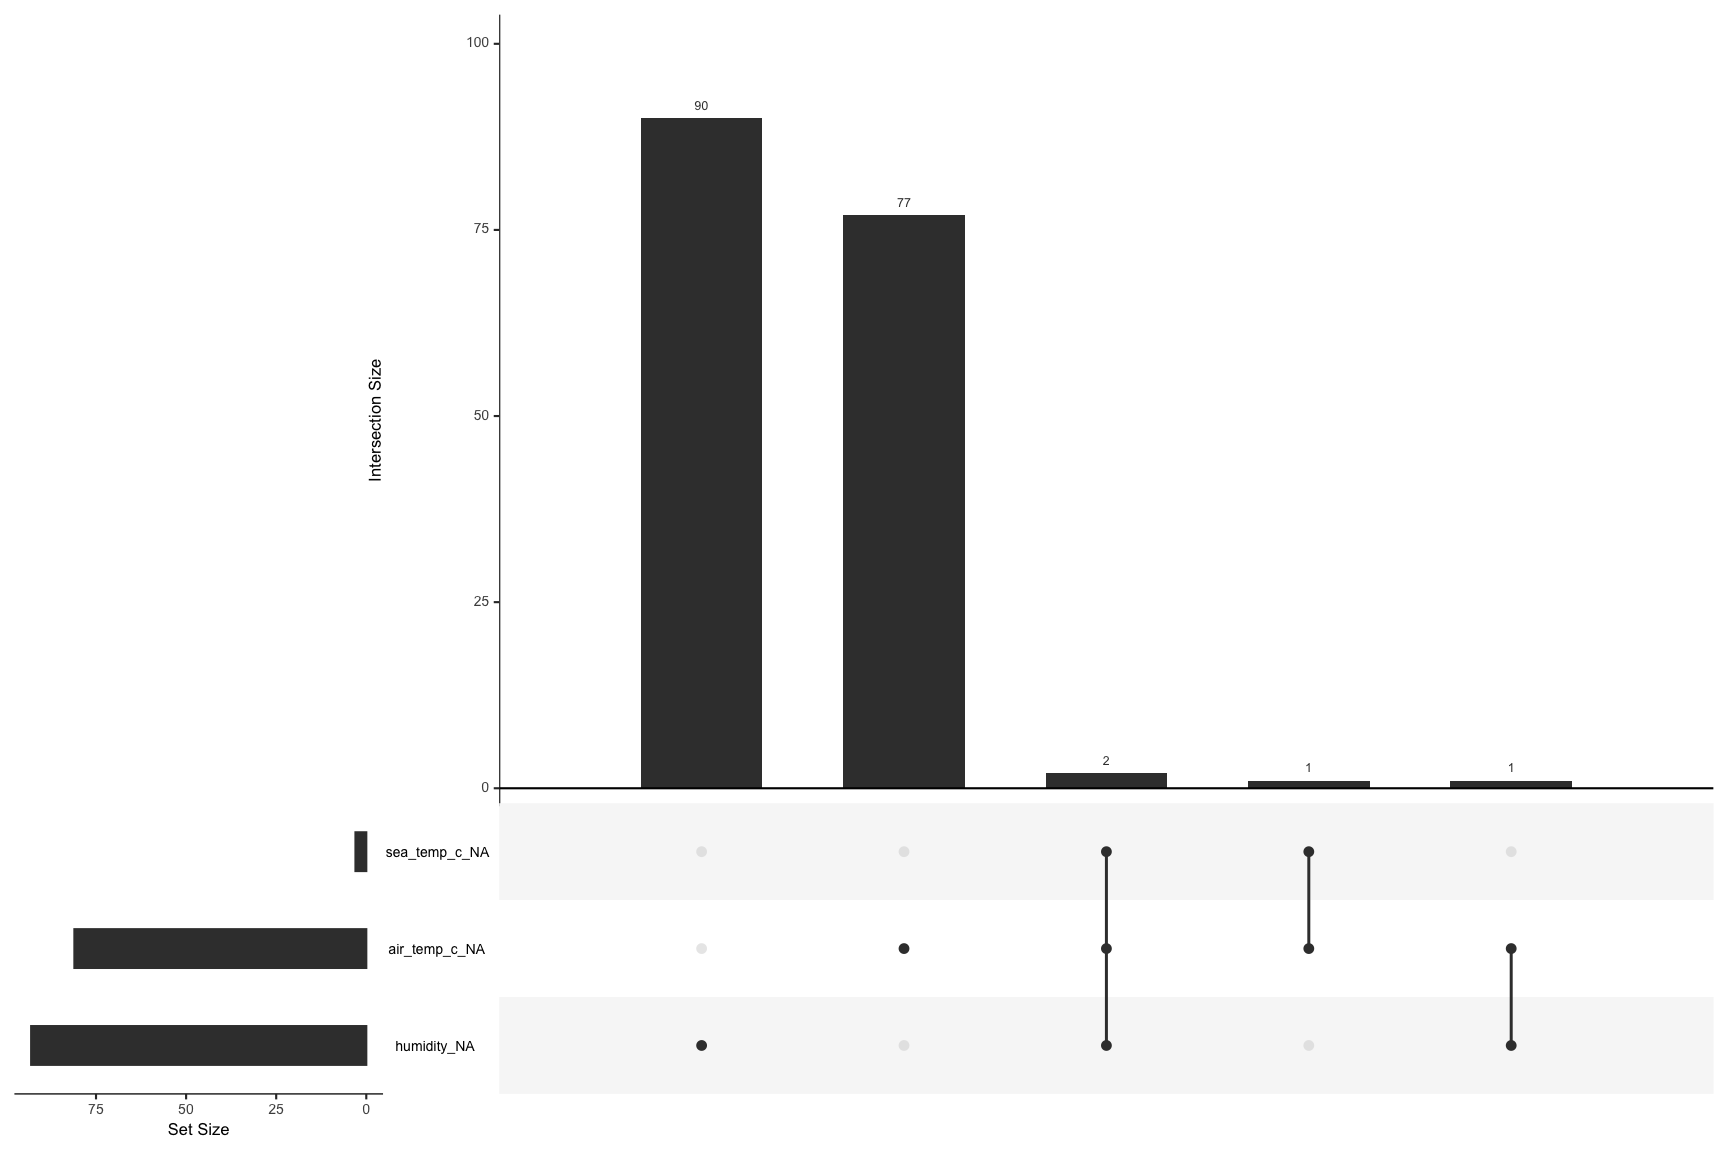 100
90
77
75
Intersection Size
50
25
2
1
1
0
sea_temp_c_NA
air_temp_c_NA
humidity_NA
75 50 25 0
Set Size